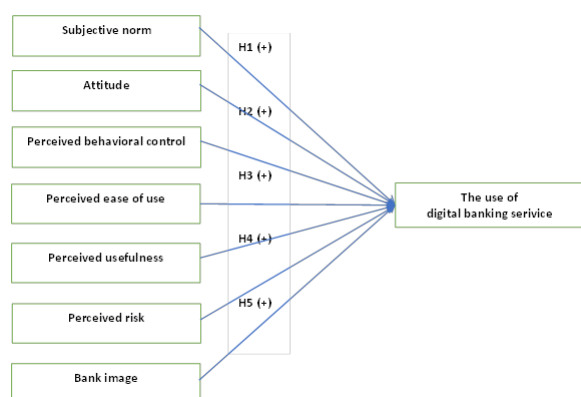 Subjective norm
H1 (+)
Attitude
H2 (+)
Perceived behavioral control
H3 (+)
Perceived ease of use
The use of
digital banking serivice
H4 (+)
Perceived usefulness
H5 (+)
Perceived risk
Bank image